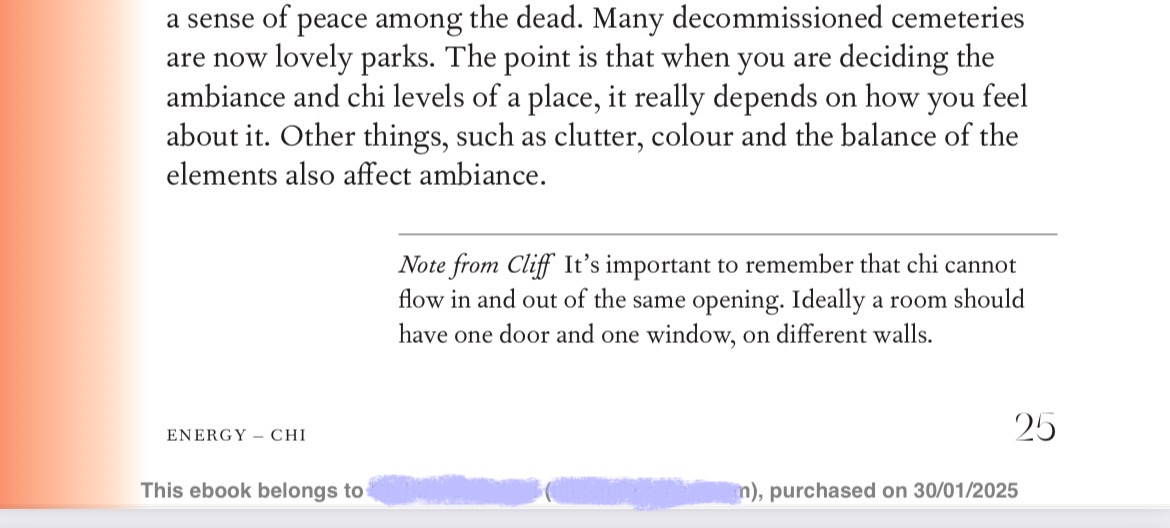 a sense of peace among the dead. Many decommissioned cemeteries
are now lovely parks. The point is that when you are deciding the
ambiance and chi levels of a place, it really depends on how you feel
about it. Other things, such as clutter, colour and the balance of the
elements also affect ambiance.
Note from Cliff It’s important to remember that chi cannot
flow in and out of the same opening. Ideally a room should
have one door and one window, on different walls.
ENERGY – CHI
25
This ebook belongs to ( m), purchased on 30/01/2025